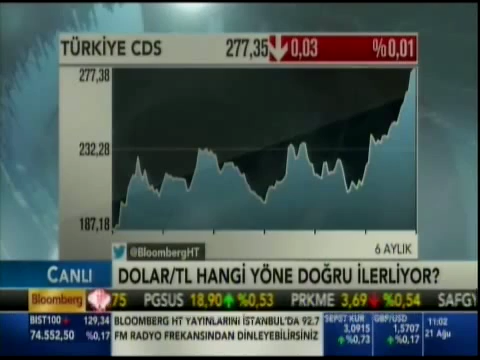 TÜRKİYE CDS 277,35 0,03 %0,01
277,38
232,28
187,18
6 AYLIK
@BloombergHT
CANLI DOLAR/TL HANGİ YÖNE DOĞRU İLERLİYOR?
Bloomberg HT 75 PGSUS 18,90 %0,53 PRKME 3,69 %0,54 SAFGY
BIST100 129,34
74.552,50 %0,17
BLOOMBERG HT YAYINLARINI İSTANBUL'DA 92.7
FM RADYO FREKANSINDAN DİNLEYEBİLİRSİNİZ
SEPET KUR
3,0915
%0,73
GBP/USD
1,5707
%0,17
11:02
21 Ağu